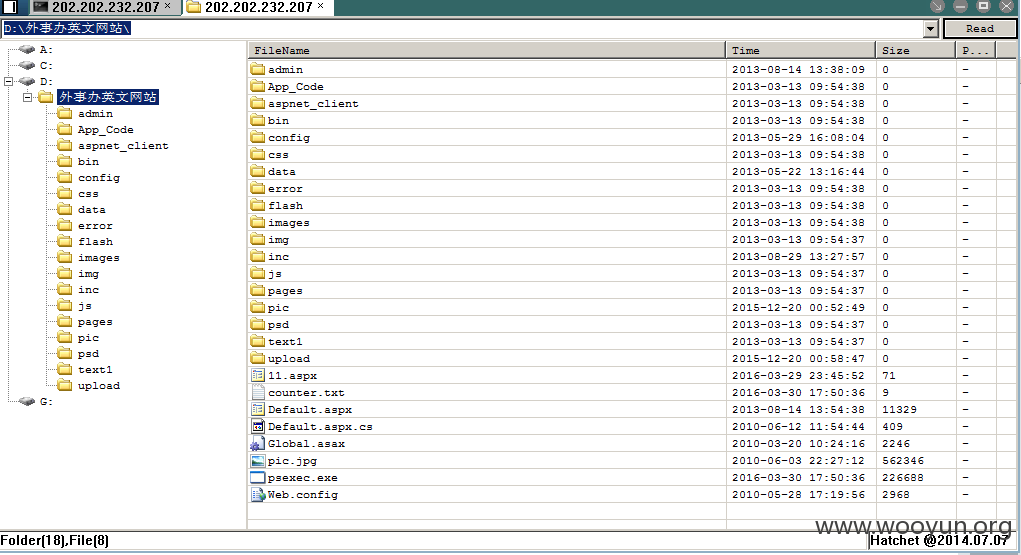 202.202.232.207 × 202.202.232.207 ×
D:\外事办英文网站\ Read
A:
C:
D:
外事办英文网站
admin
App_Code
aspnet_client
bin
config
css
data
error
flash
images
img
inc
js
pages
pic
psd
text1
upload
G:
FileName Time Size P...
admin 2013-08-14 13:38:09 0 -
App_Code 2013-03-13 09:54:38 0 -
aspnet_client 2013-03-13 09:54:38 0 -
bin 2013-03-13 09:54:38 0 -
config 2013-05-29 16:08:04 0 -
css 2013-03-13 09:54:38 0 -
data 2013-05-22 13:16:44 0 -
error 2013-03-13 09:54:38 0 -
flash 2013-03-13 09:54:38 0 -
images 2013-03-13 09:54:38 0 -
img 2013-03-13 09:54:37 0 -
inc 2013-08-29 13:27:57 0 -
js 2013-03-13 09:54:37 0 -
pages 2013-03-13 09:54:37 0 -
pic 2015-12-20 00:52:49 0 -
psd 2013-03-13 09:54:37 0 -
text1 2013-03-13 09:54:37 0 -
upload 2015-12-20 00:58:47 0 -
11.aspx 2016-03-29 23:45:52 71 -
counter.txt 2016-03-30 17:50:36 9 -
Default.aspx 2013-08-14 13:54:38 11329 -
Default.aspx.cs 2010-06-12 11:54:44 409 -
Global.asax 2010-03-20 10:24:16 2246 -
pic.jpg 2010-06-03 22:27:12 562346 -
psexec.exe 2016-03-30 17:50:36 226688 -
Web.config 2010-05-28 17:19:56 2968 -
www.wooyun.org
Folder(18),File(8) Hatchet @2014.07.07